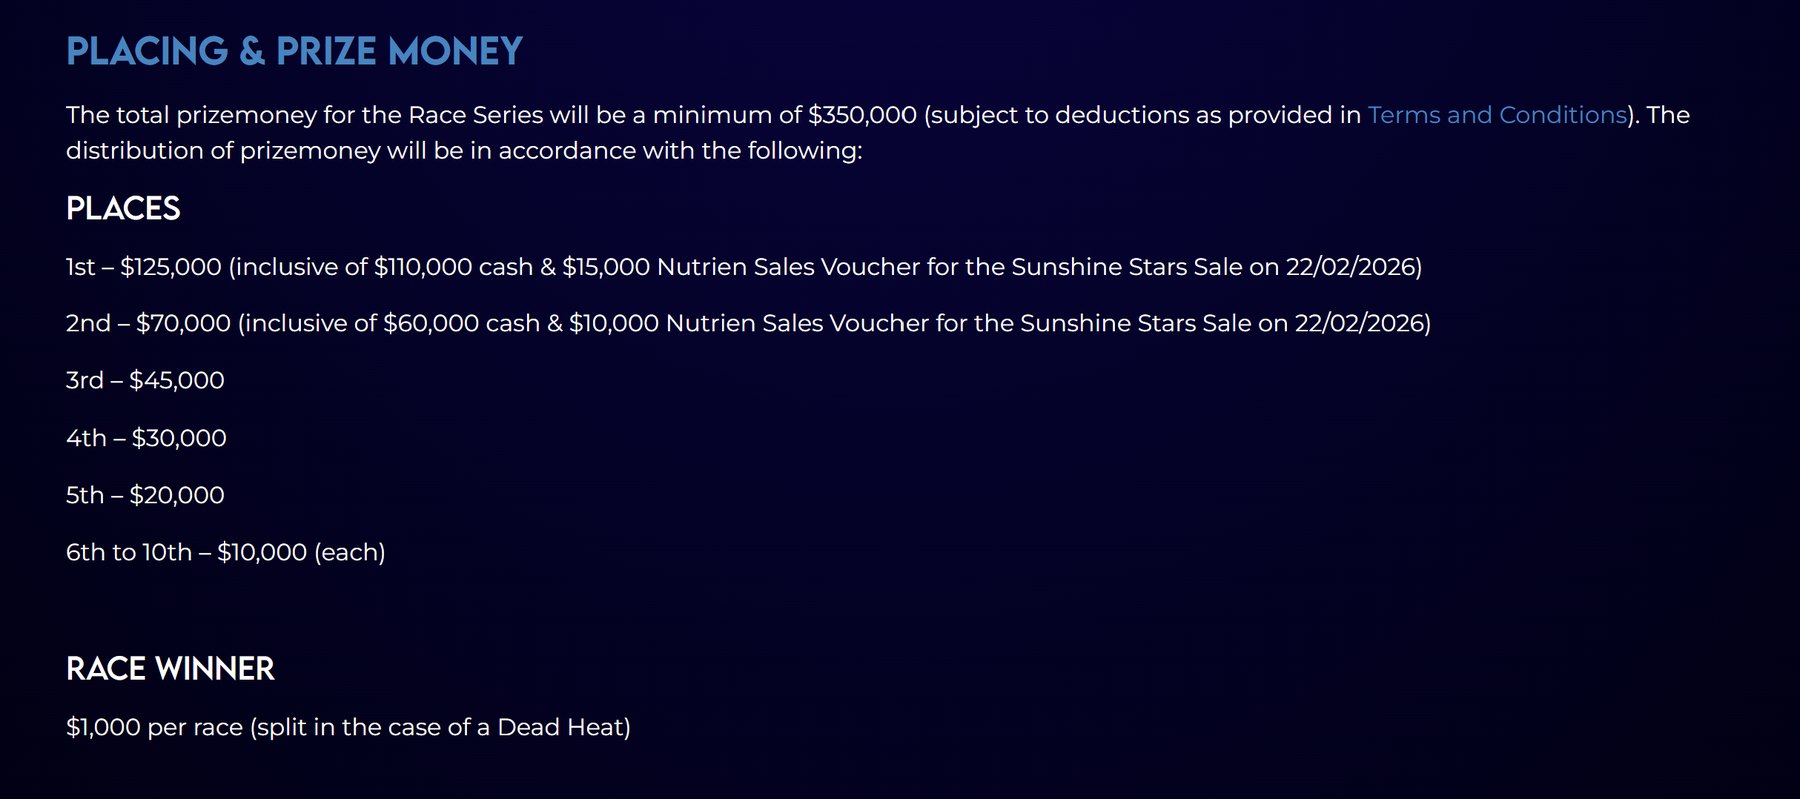 PLACING & PRIZE MONEY
The total prizemoney for the Race Series will be a minimum of $350,000 (subject to deductions as provided in Terms and Conditions). The
distribution of prizemoney will be in accordance with the following:
PLACES
1st – $125,000 (inclusive of $110,000 cash & $15,000 Nutrien Sales Voucher for the Sunshine Stars Sale on 22/02/2026)
2nd – $70,000 (inclusive of $60,000 cash & $10,000 Nutrien Sales Voucher for the Sunshine Stars Sale on 22/02/2026)
3rd – $45,000
4th – $30,000
5th – $20,000
6th to 10th – $10,000 (each)
RACE WINNER
$1,000 per race (split in the case of a Dead Heat)